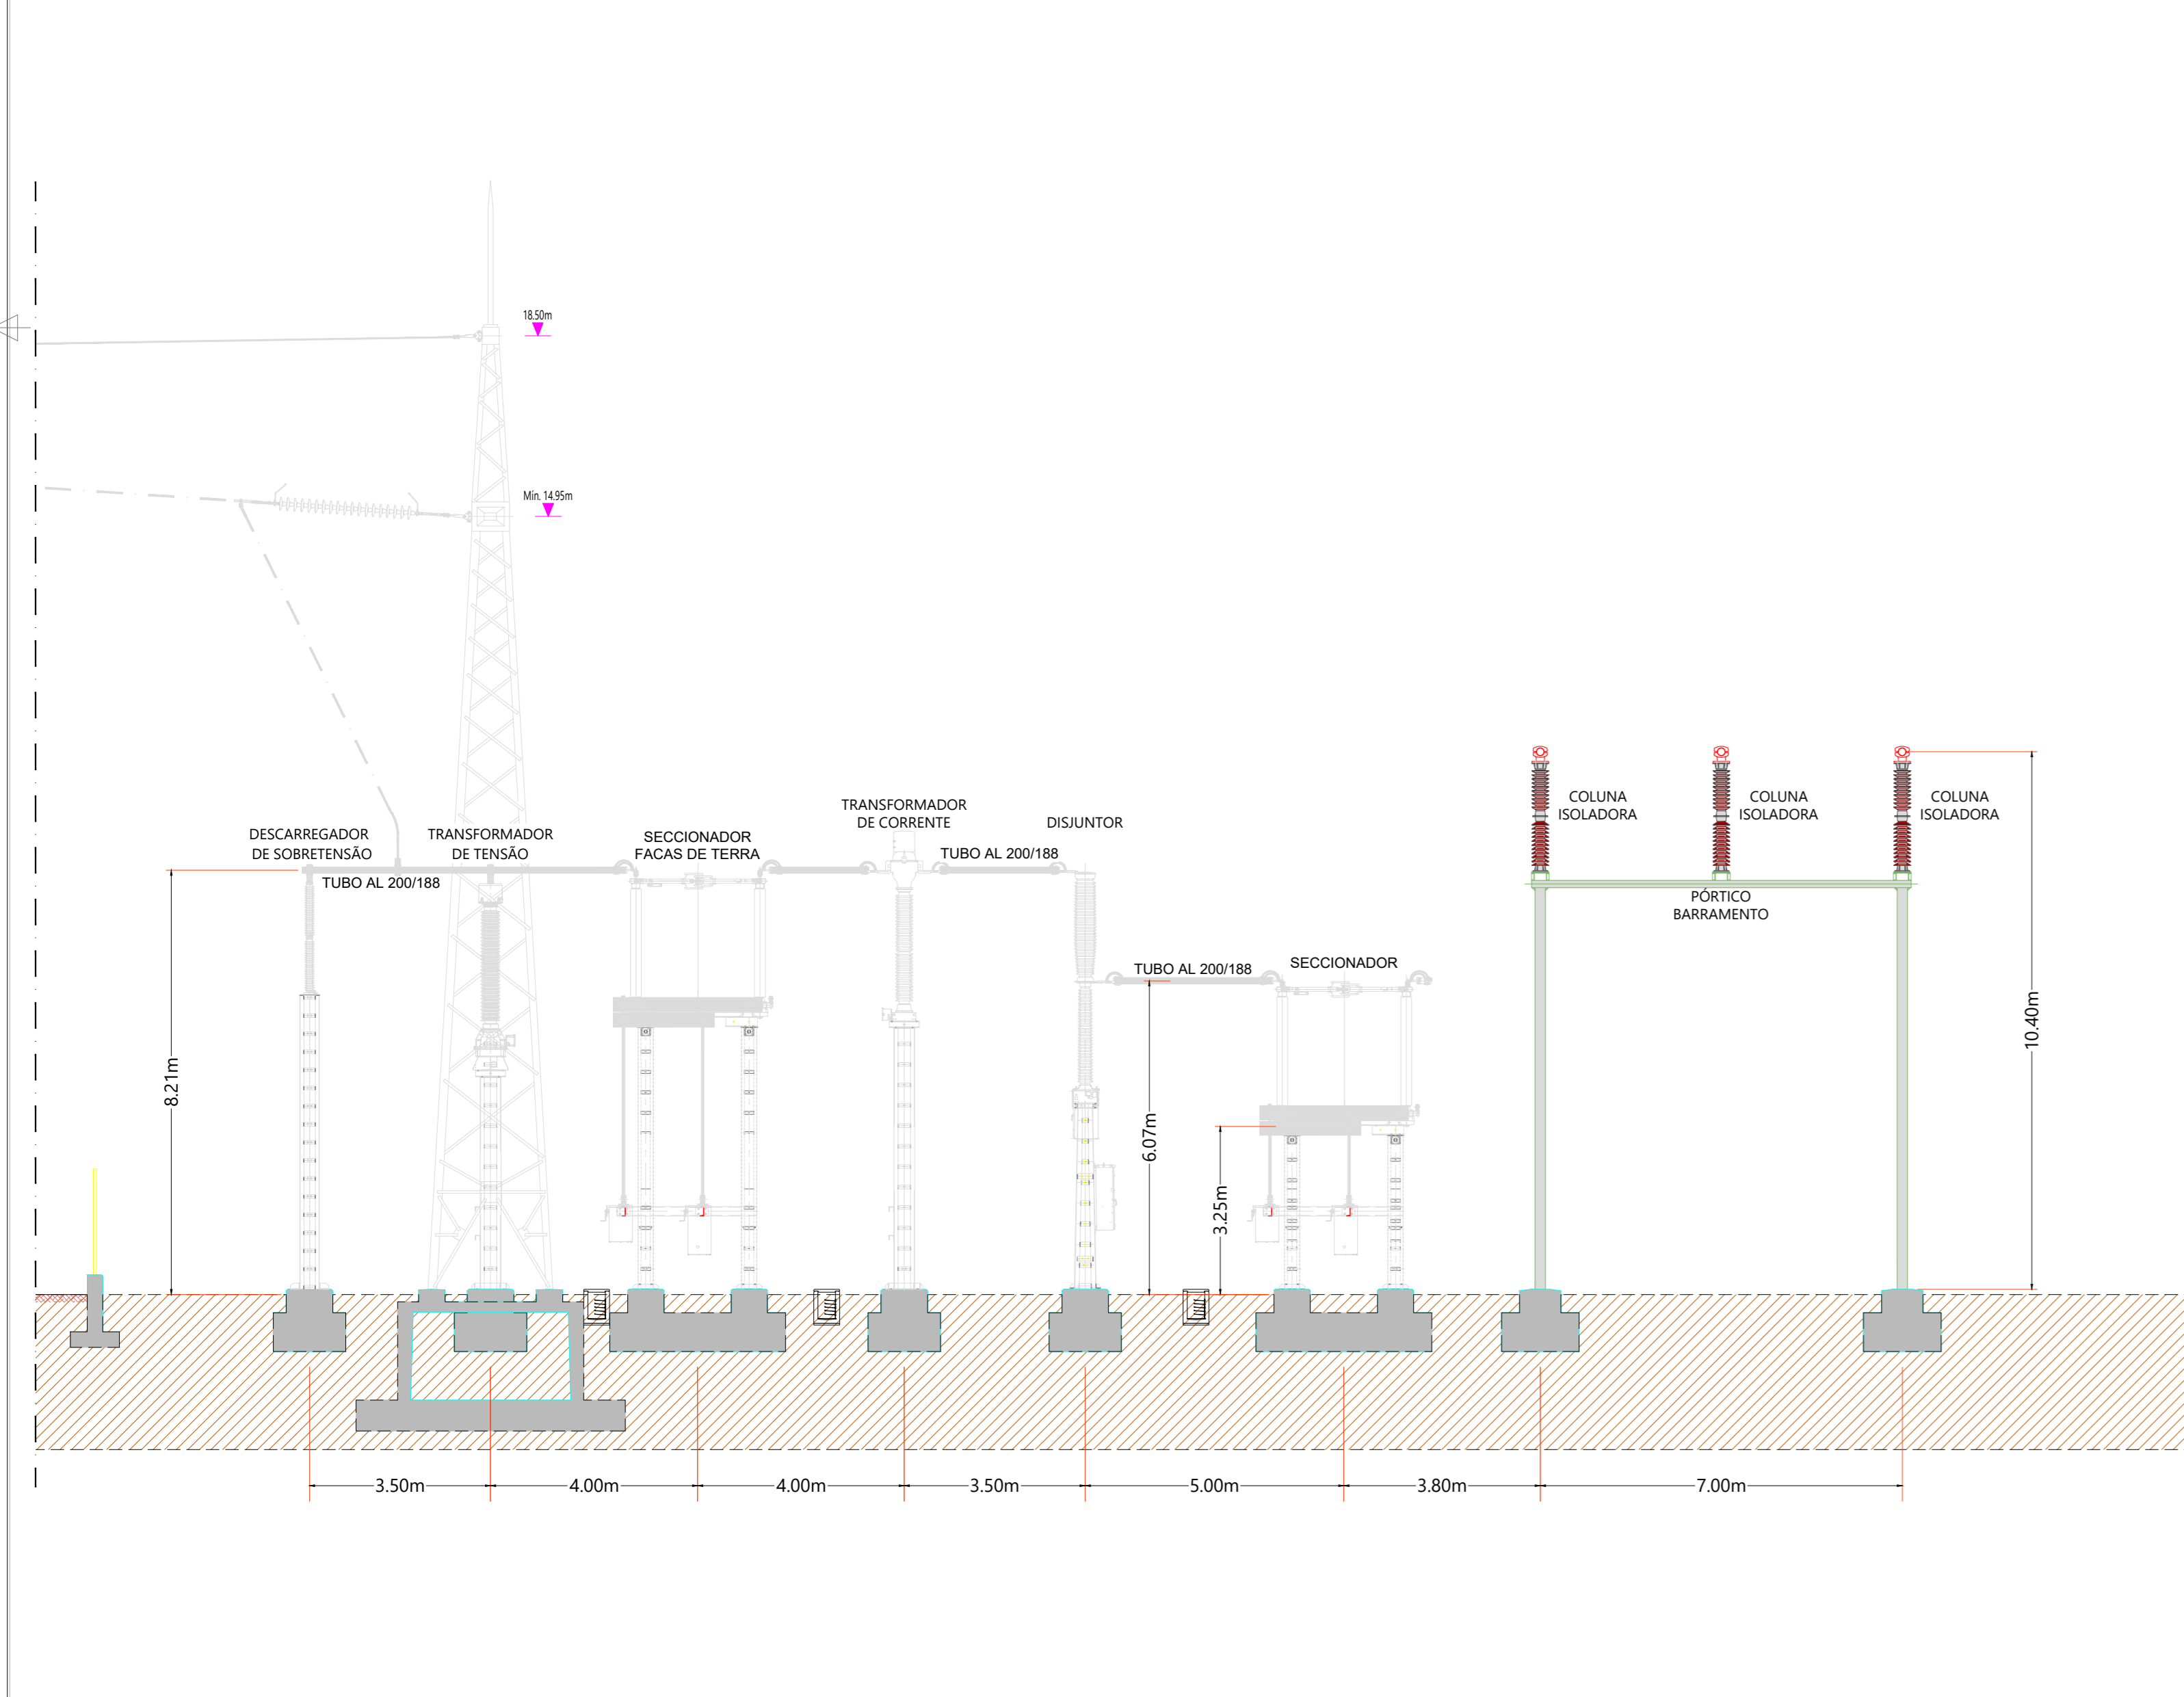 18.50m
Mín. 14.95m
COLUNA
ISOLADORA
COLUNA
ISOLADORA
COLUNA
ISOLADORA
TRANSFORMADOR
DE CORRENTE
DISJUNTOR
DESCARREGADOR
DE SOBRETENSÃO
TRANSFORMADOR
DE TENSÃO
SECCIONADOR
FACAS DE TERRA
TUBO AL 200/188
TUBO AL 200/188
PÓRTICO
BARRAMENTO
TUBO AL 200/188
SECCIONADOR
8.21m
6.07m
3.25m
10.40m
3.50m
4.00m
4.00m
3.50m
5.00m
3.80m
7.00m